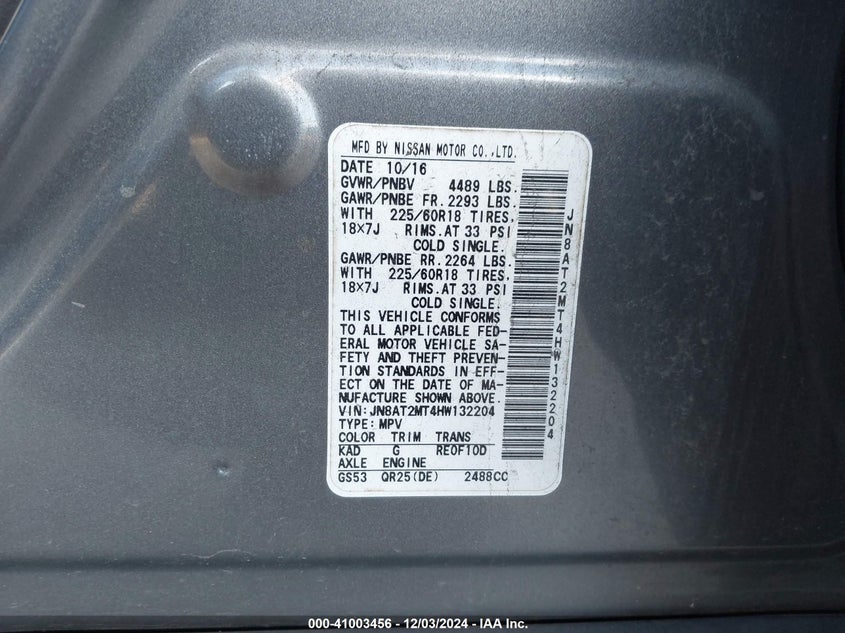 MFD BY NISSAN MOTOR CO.,LTD.
DATE 10/16
GVWR/PNBV 4489 LBS.
GAWR/PNBE FR. 2293 LBS.
WITH 225/60R18 TIRES,
18×7J RIMS.AT 33 PSI
COLD SINGLE.
GAWR/PNBE RR. 2264 LBS.
WITH 225/60R18 TIRES,
18×7J RIMS.AT 33 PSI
COLD SINGLE.
THIS VEHICLE CONFORMS
TO ALL APPLICABLE FED-
ERAL MOTOR VEHICLE SA-
FETY AND THEFT PREVEN-
TION STANDARDS IN EFF-
ECT ON THE DATE OF MA-
NUFACTURE SHOWN ABOVE.
VIN:JN8AT2MT4HW132204
TYPE:MPV
COLOR TRIM TRANS
KAD G RE0F10D
AXLE ENGINE
GS53 QR25(DE) 2488CC
JN8AT2MT4HW132204
000-41003456 - 12/03/2024 - IAA Inc.